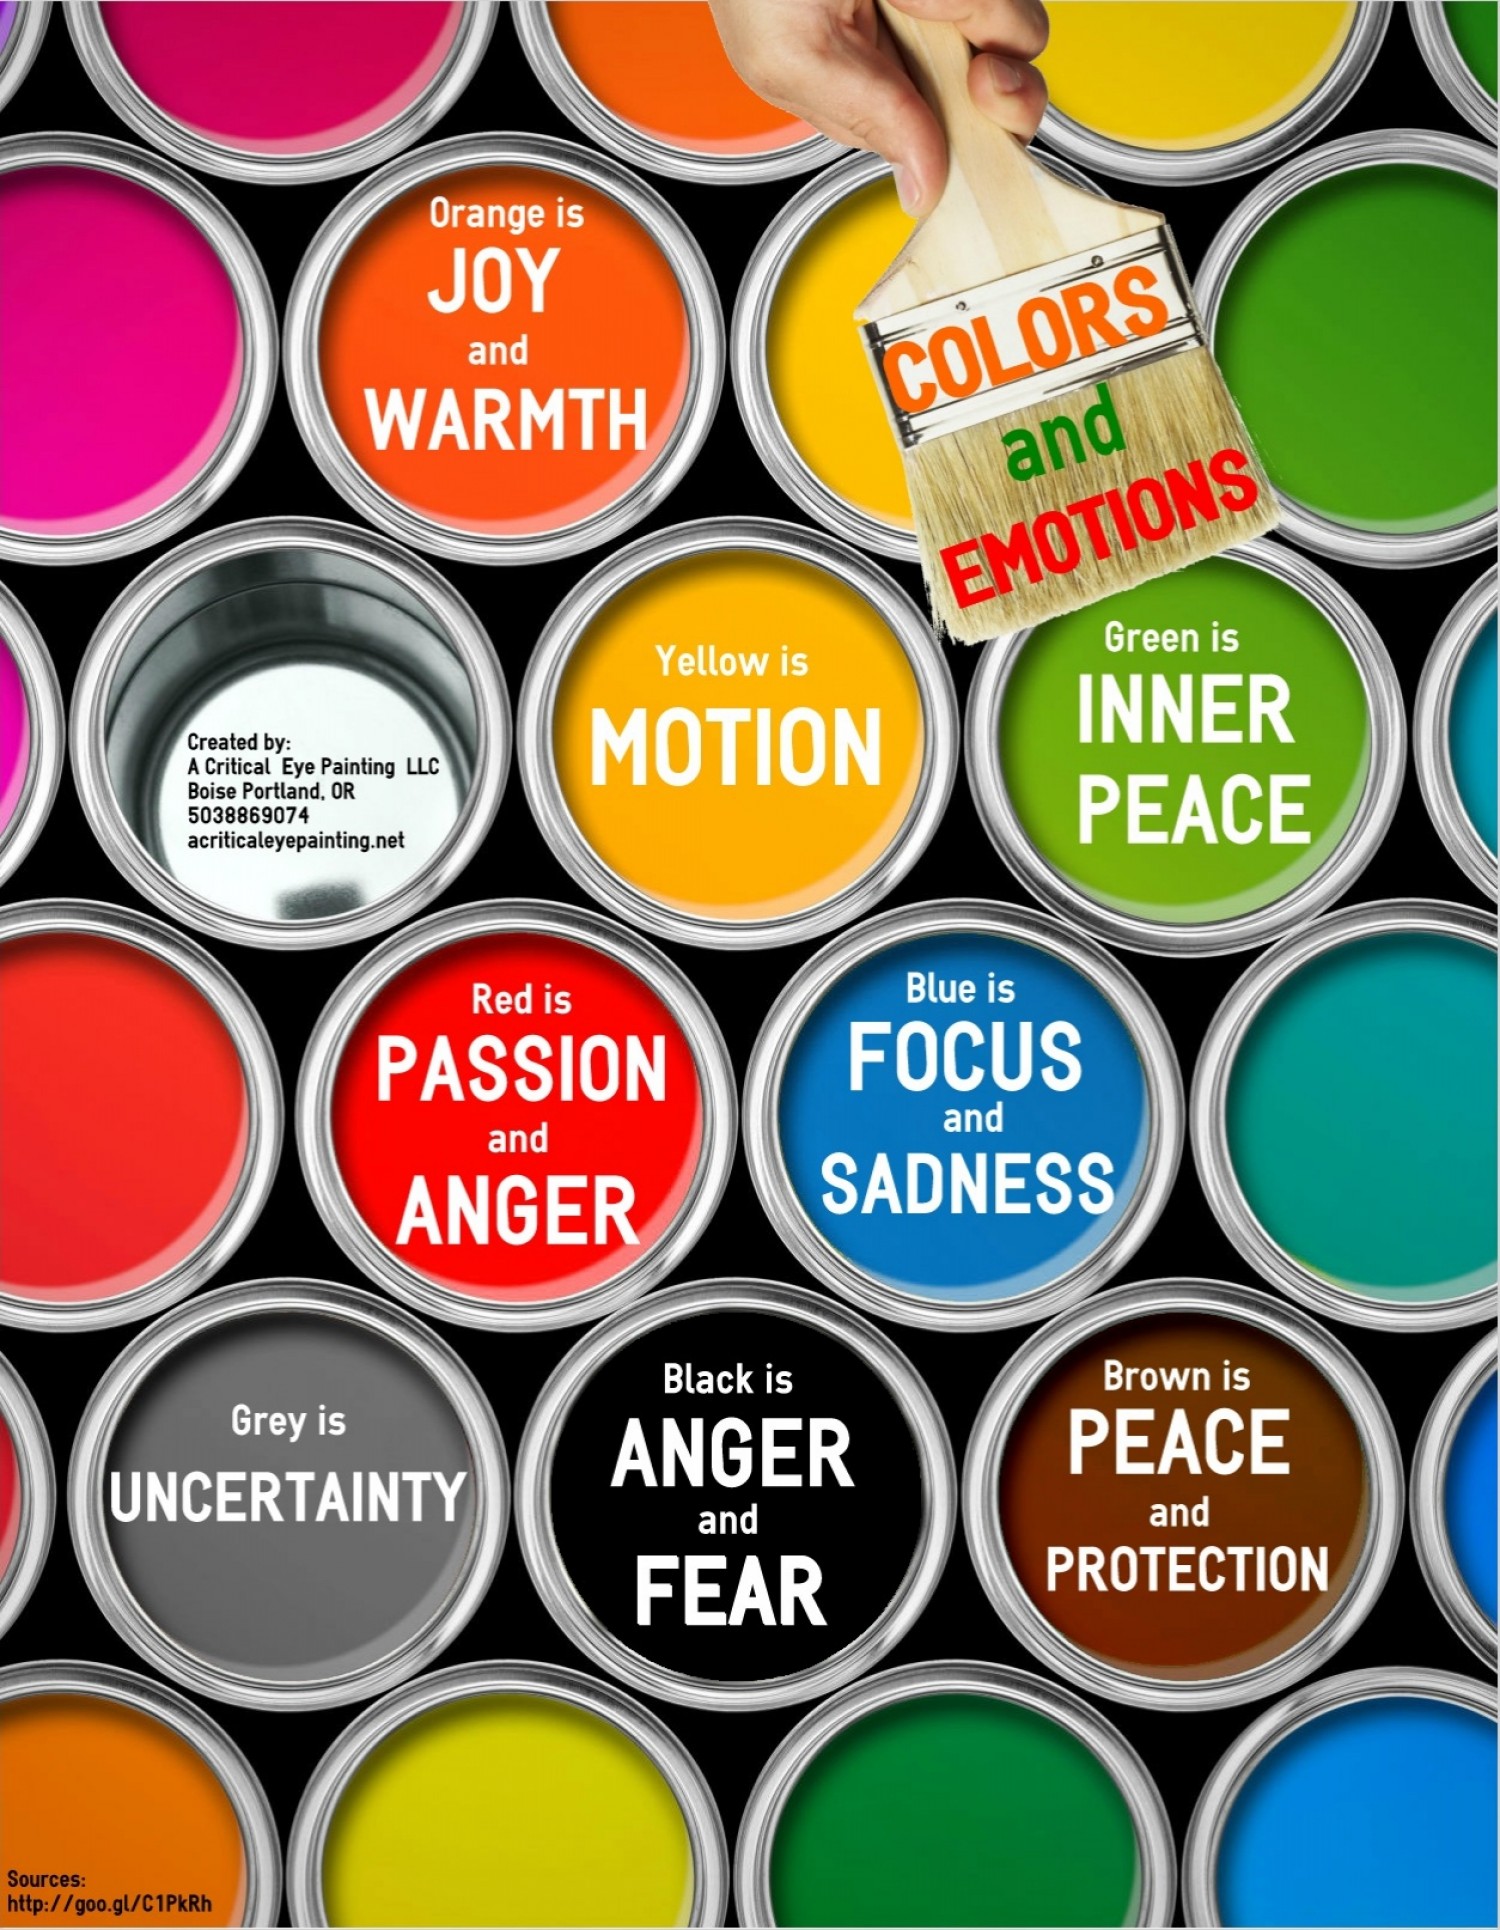 COLORS
and
EMOTIONS
Orange is
JOY
and
WARMTH
Created by:
A Critical Eye Painting LLC
Boise Portland, OR
5038869074
acriticaleyepainting.net
Yellow is
MOTION
Green is
INNER
PEACE
Red is
PASSION
and
ANGER
Blue is
FOCUS
and
SADNESS
Grey is
UNCERTAINTY
Black is
ANGER
and
FEAR
Brown is
PEACE
and
PROTECTION
Sources:
http://goo.gl/C1PkRh